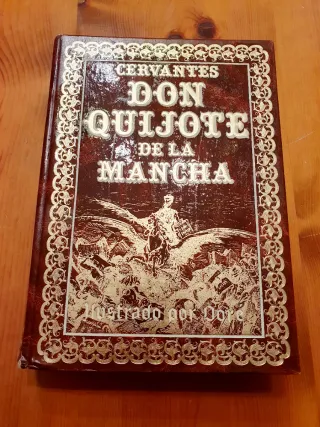 CERVANTES
DON
QUIJOTE
DE LA
MANCHA
Ilustrado por Doré